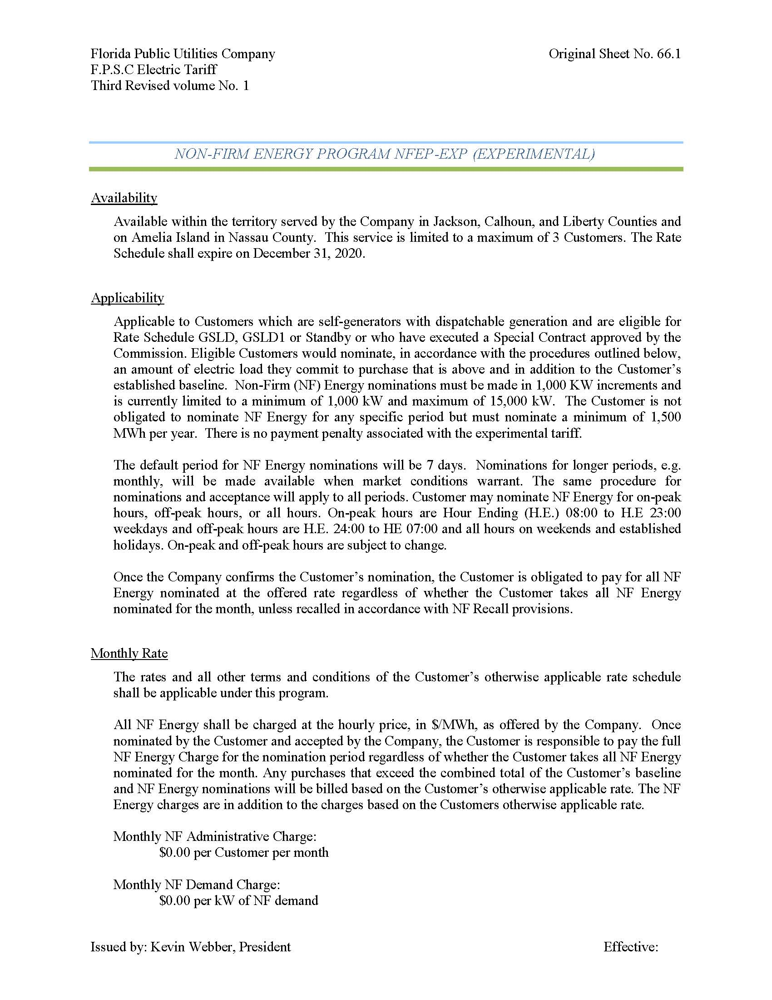 Florida Public Utilities Company
Original Sheet No. 66.1
F.P.S.C Electric Tariff
Third Revised volume No. 1
NON-FIRM ENERGY PROGRAM NFEP-EXP (EXPERIMENTAL)
Availability
Available within the territory served by the Company in Jackson, Calhoun, and Liberty Counties and
on Amelia Island in Nassau County.  This service is limited to a maximum of 3 Customers. The Rate
Schedule shall expire on December 31, 2020.
Applicability
Applicable to Customers which are self-generators with dispatchable generation and are eligible for
Rate Schedule GSLD, GSLD1 or Standby or who have executed a Special Contract approved by the
Commission. Eligible Customers would nominate, in accordance with the procedures outlined below,
an amount of electric load they commit to purchase that is above and in addition to the Customer’s
established baseline.  Non-Firm (NF) Energy nominations must be made in 1,000 KW increments and
is currently limited to a minimum of 1,000 kW and maximum of 15,000 kW.  The Customer is not
obligated to nominate NF Energy for any specific period but must nominate a minimum of 1,500
MWh per year.  There is no payment penalty associated with the experimental tariff.
The default period for NF Energy nominations will be 7 days.  Nominations for longer periods, e.g.
monthly, will be made available when market conditions warrant. The same procedure for
nominations and acceptance will apply to all periods. Customer may nominate NF Energy for on-peak
hours, off-peak hours, or all hours. On-peak hours are Hour Ending (H.E.) 08:00 to H.E 23:00
weekdays and off-peak hours are H.E. 24:00 to HE 07:00 and all hours on weekends and established
holidays. On-peak and off-peak hours are subject to change.
Once the Company confirms the Customer’s nomination, the Customer is obligated to pay for all NF
Energy nominated at the offered rate regardless of whether the Customer takes all NF Energy
nominated for the month, unless recalled in accordance with NF Recall provisions.
Monthly Rate
The rates and all other terms and conditions of the Customer’s otherwise applicable rate schedule
shall be applicable under this program.
All NF Energy shall be charged at the hourly price, in $/MWh, as offered by the Company.  Once
nominated by the Customer and accepted by the Company, the Customer is responsible to pay the full
NF Energy Charge for the nomination period regardless of whether the Customer takes all NF Energy
nominated for the month. Any purchases that exceed the combined total of the Customer’s baseline
and NF Energy nominations will be billed based on the Customer’s otherwise applicable rate. The NF
Energy charges are in addition to the charges based on the Customers otherwise applicable rate.
Monthly NF Administrative Charge:
$0.00 per Customer per month
Monthly NF Demand Charge:
$0.00 per kW of NF demand
Issued by: Kevin Webber, President
Effective: